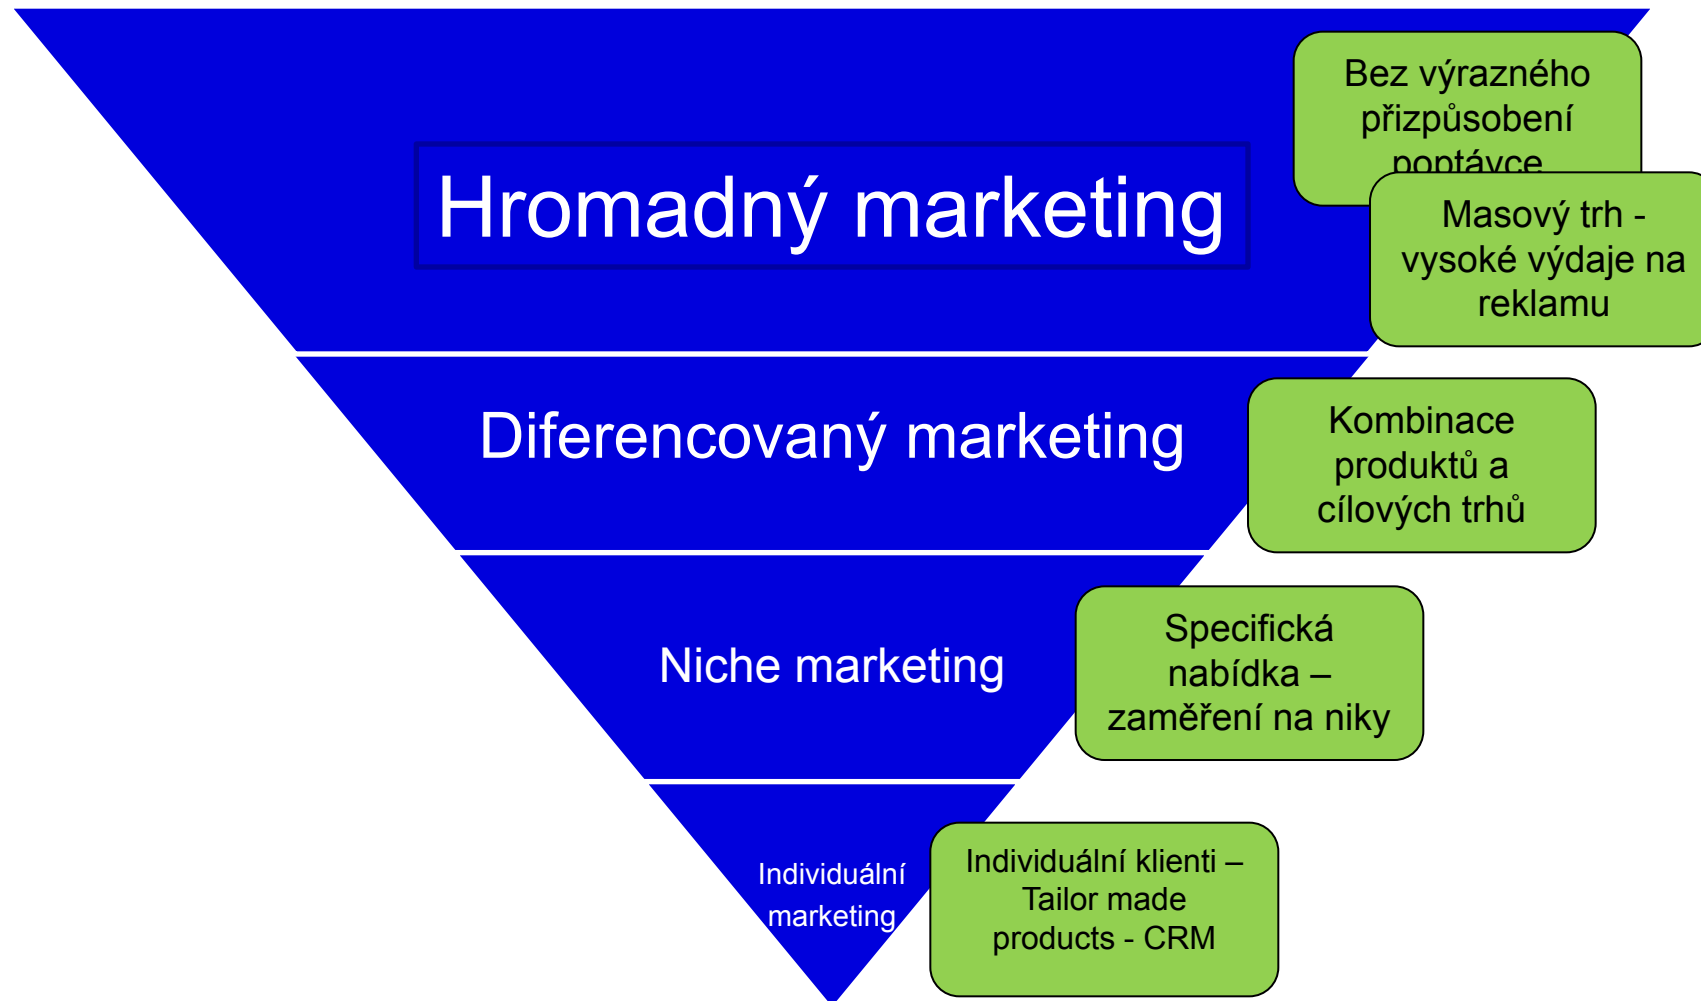 Bez výrazného
přizpůsobení
poptávce
Hromadný marketing
Masový trh -
vysoké výdaje na
reklamu
Diferencovaný marketing
Kombinace
produktů a
cílových trhů
Niche marketing
Specifická
nabídka –
zaměření na niky
Individuální
marketing
Individuální klienti –
Tailor made
products - CRM